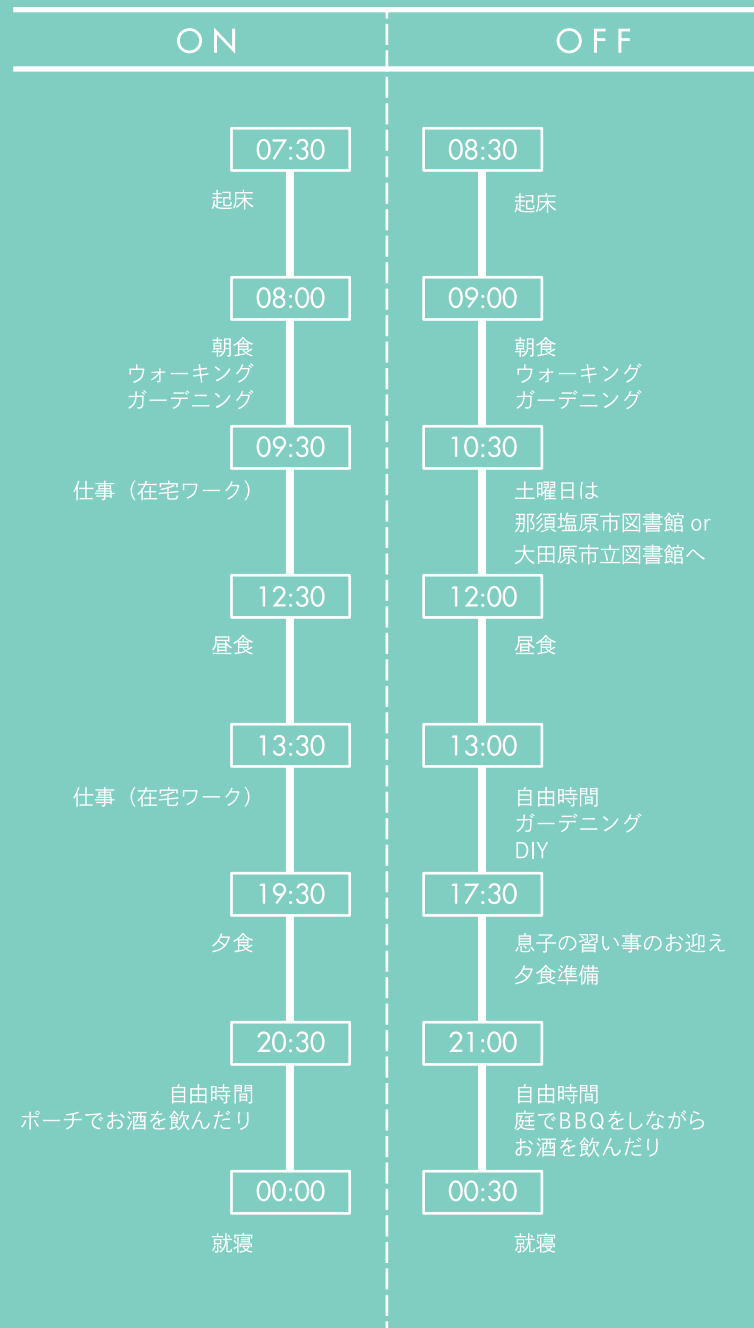 ON
07:30
起床
08:00
朝食
ウォーキング
ガーデニング
09:30
仕事（在宅ワーク）
12:30
昼食
13:30
仕事（在宅ワーク）
19:30
夕食
20:30
自由時間
ポーチでお酒を飲んだり
00:00
就寝
OFF
08:30
起床
09:00
朝食
ウォーキング
ガーデニング
10:30
土曜日は
那須塩原市図書館 or
大田原市立図書館へ
12:00
昼食
13:00
自由時間
ガーデニング
DIY
17:30
息子の習い事のお迎え
夕食準備
21:00
自由時間
庭でBBQをしながら
お酒を飲んだり
00:30
就寝